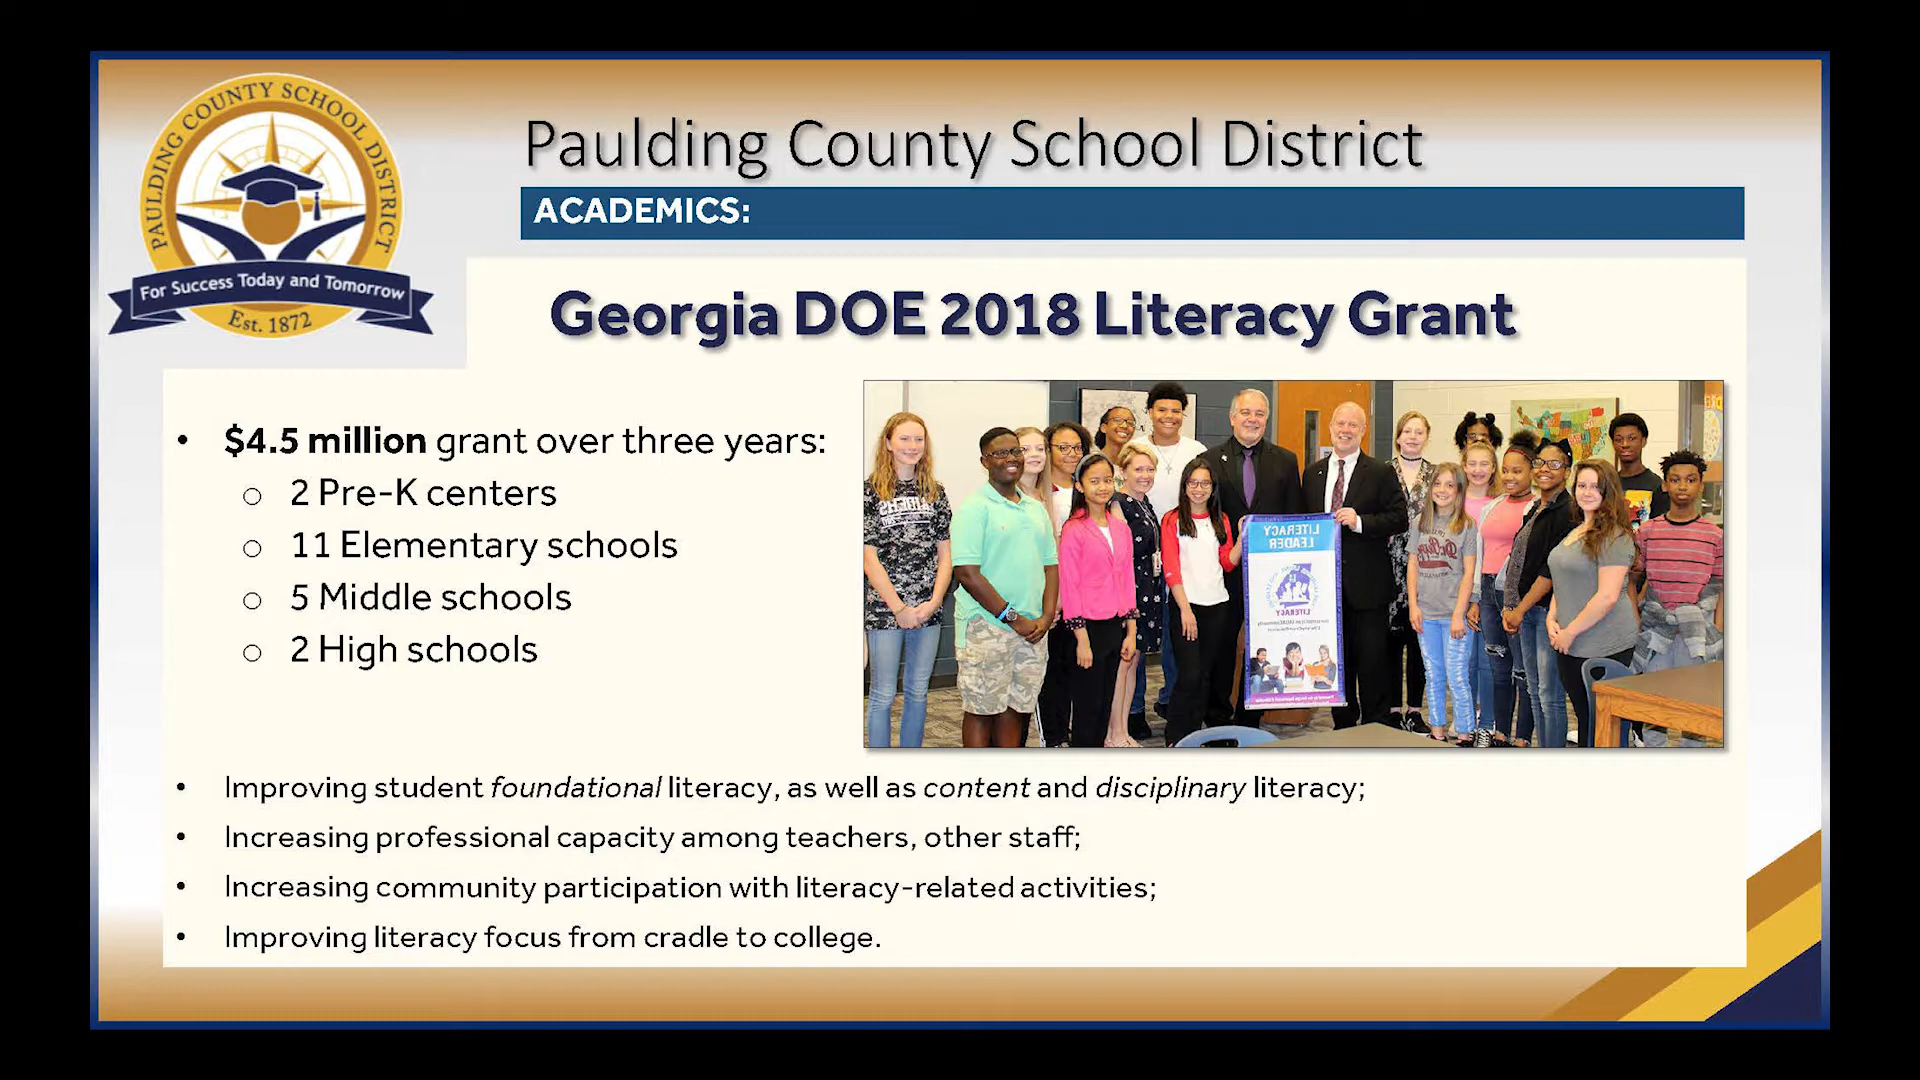 PAULDING COUNTY SCHOOL DISTRICT
For Success Today and Tomorrow
Est. 1872
Paulding County School District
ACADEMICS:
Georgia DOE 2018 Literacy Grant
• $4.5 million grant over three years:
o 2 Pre-K centers
o 11 Elementary schools
o 5 Middle schools
o 2 High schools
LITERACY
LEADER
LITERACY
• Improving student foundational literacy, as well as content and disciplinary literacy;
• Increasing professional capacity among teachers, other staff;
• Increasing community participation with literacy-related activities;
• Improving literacy focus from cradle to college.